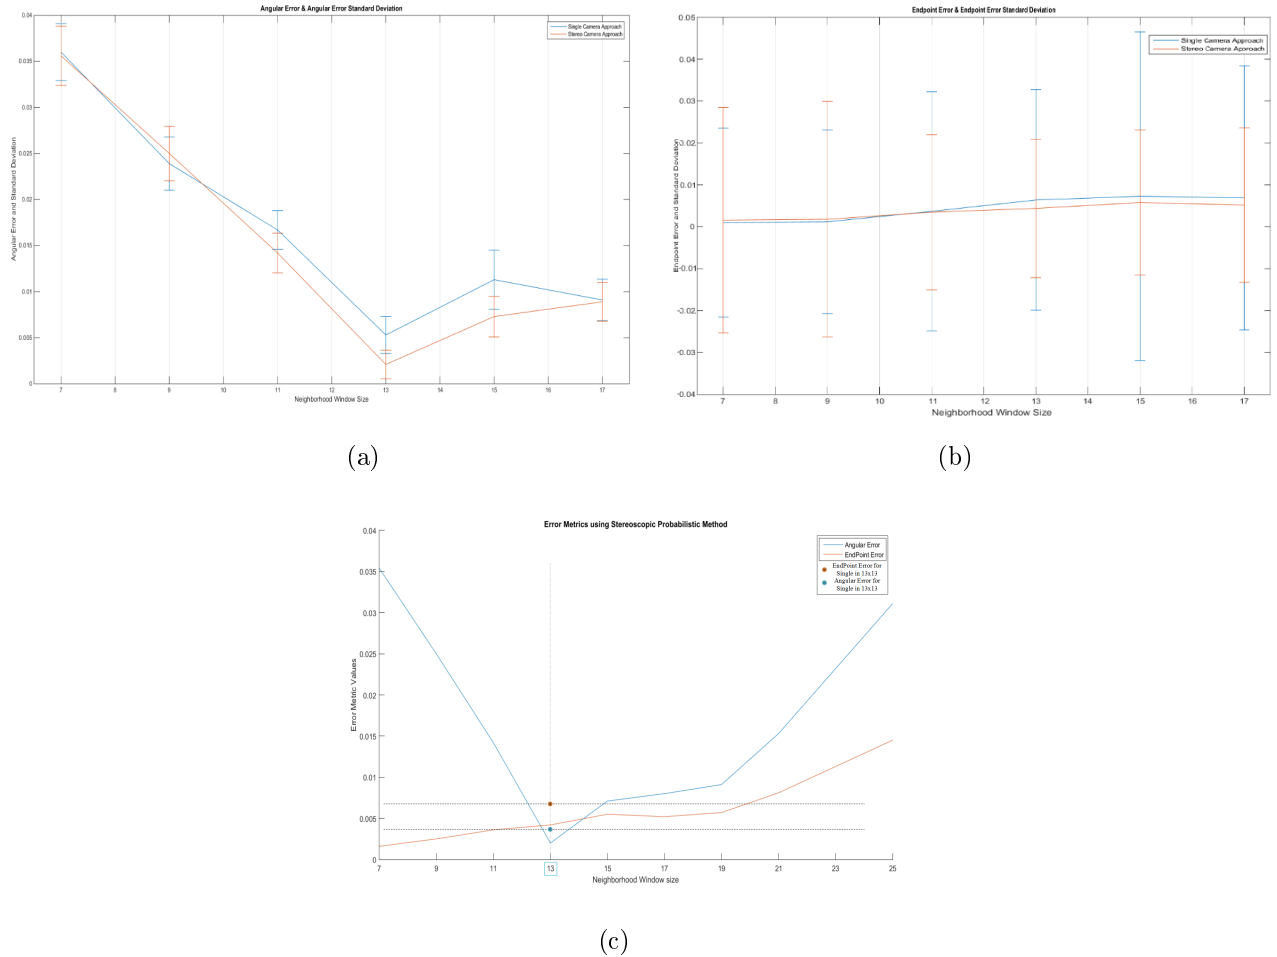 Angular Error & Angular Error Standard Deviation
0.04
0.035
0.03
0.025
0.02
0.015
0.01
0.005
0
Angular Error and Standard Deviation
Single Camera Approach
Stereo Camera Approach
7 8 9 10 11 12 13 14 15 16 17
Neighborhood Window Size
(a)
Endpoint Error & Endpoint Error Standard Deviation
0.05
0.04
0.03
0.02
0.01
0
-0.01
-0.02
-0.03
-0.04
Endpoint Error and Standard Deviation
Single Camera Approach
Stereo Camera Approach
7 8 9 10 11 12 13 14 15 16 17
Neighborhood Window Size
(b)
Error Metrics using Stereoscopic Probabilistic Method
0.04
0.035
0.03
0.025
0.02
0.015
0.01
0.005
0
Error Metric Values
Angular Error
EndPoint Error
EndPoint Error for
Single in 13x13
Angular Error for
Single in 13x13
7 9 11 13 15 17 19 21 23 25
Neighborhood Window size
(c)